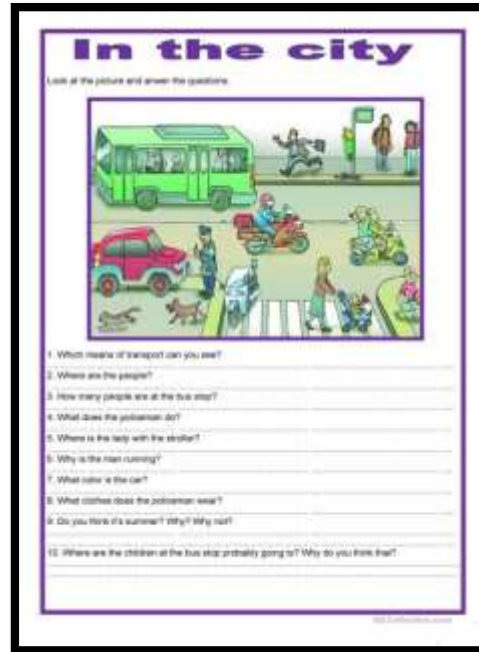 In the city
Look at the picture and answer the questions
1. Which means of transport can you see?
2. Where are the people?
3. How many people are at the bus stop?
4. What does the policeman do?
5. Where is the lady with the stroller?
6. Why is the man running?
7. What color is the car?
8. What clothes does the policeman wear?
9. Do you think it's summer? Why? Why not?
10. Where are the children at the bus stop probably going to? Why do you think that?